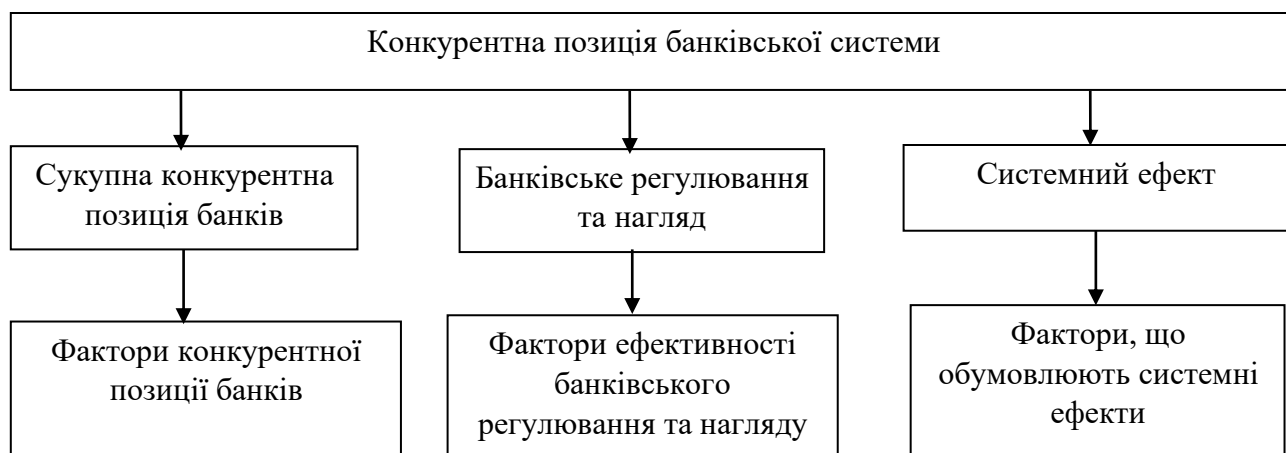 Конкурентна позиція банківської системи
Сукупна конкурентна
позиція банків
Банківське регулювання
та нагляд
Системний ефект
Фактори конкурентної
позиції банків
Фактори ефективності
банківського
регулювання та нагляду
Фактори, що
обумовлюють системні
ефекти